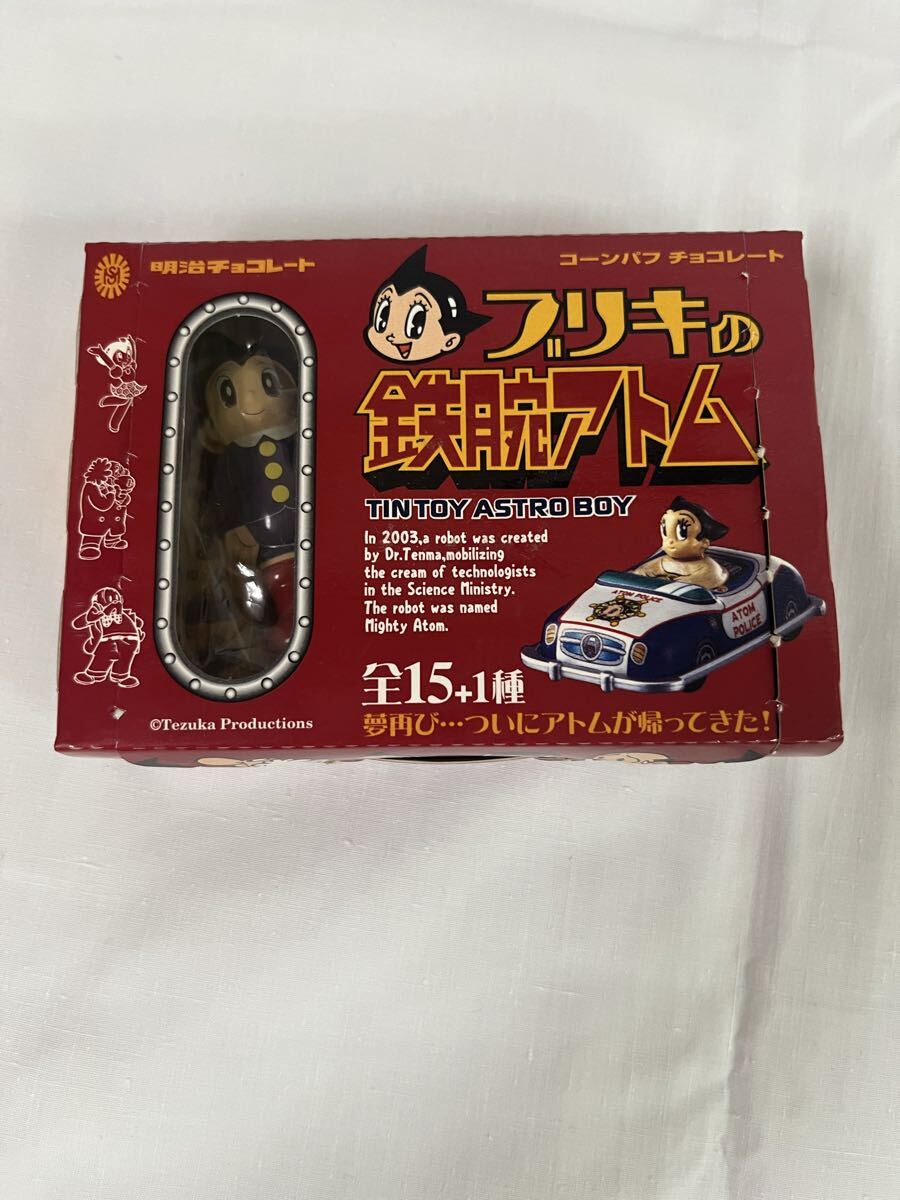 明治チョコレート
コーンパフ チョコレート
ブリキの
鉄腕アトム
TIN TOY ASTRO BOY
In 2003,a robot was created
by Dr.Tenma,mobilizing
the cream of technologists
in the Science Ministry.
The robot was named
Mighty Atom.
ATOM POLICE
ATOM
POLICE
全15+1種
夢再び…ついにアトムが帰ってきた!
©Tezuka Productions